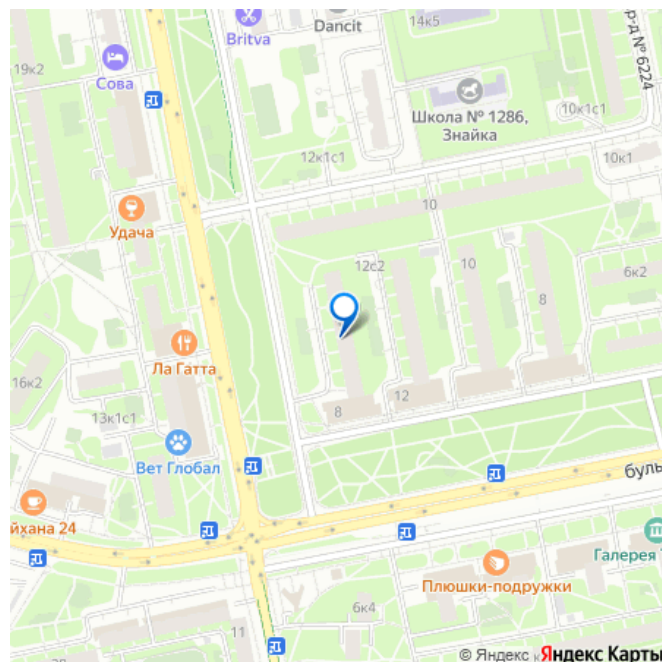 Dancit
Britva
14к5
р-д № 6224
19к2
Сова
Школа № 1286,
Знайка
10к1с1
12к1с1
10к1
10
Удача
12с2
10
6к2
8
Ла Гатта
16к2
13к1с1
8
12
Вет Глобал
буль
йхана 24
Галерея
Плюшки-подружки
6к4
11
© Яндекс
Яндекс Карты